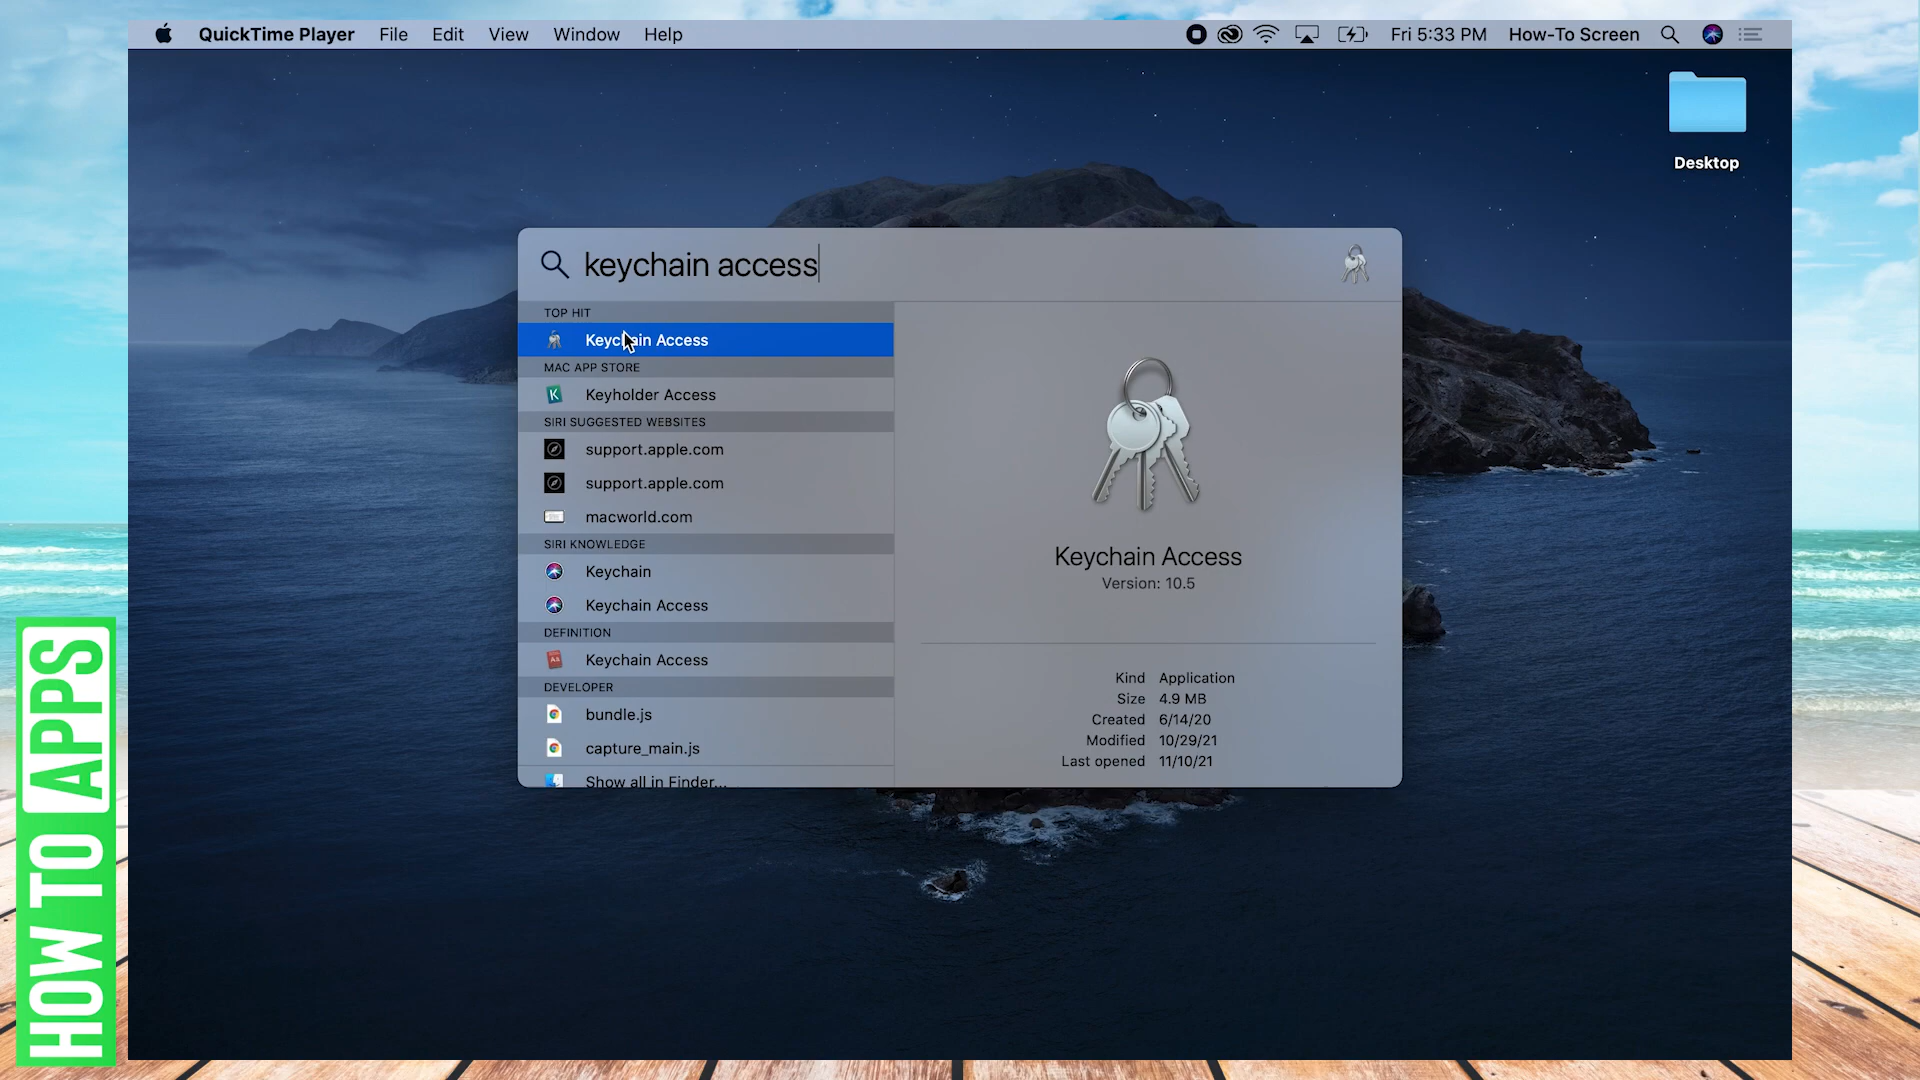 QuickTime Player File Edit View Window Help Fri 5:33 PM How-To Screen
Desktop
keychain access
TOP HIT
Keychain Access
MAC APP STORE
Keyholder Access
SIRI SUGGESTED WEBSITES
support.apple.com
support.apple.com
macworld.com
SIRI KNOWLEDGE
Keychain
Keychain Access
DEFINITION
Keychain Access
DEVELOPER
bundle.js
capture_main.js
Show all in Finder...
Keychain Access
Version: 10.5
Kind Application
Size 4.9 MB
Created 6/14/20
Modified 10/29/21
Last opened 11/10/21
HOW TO APPS